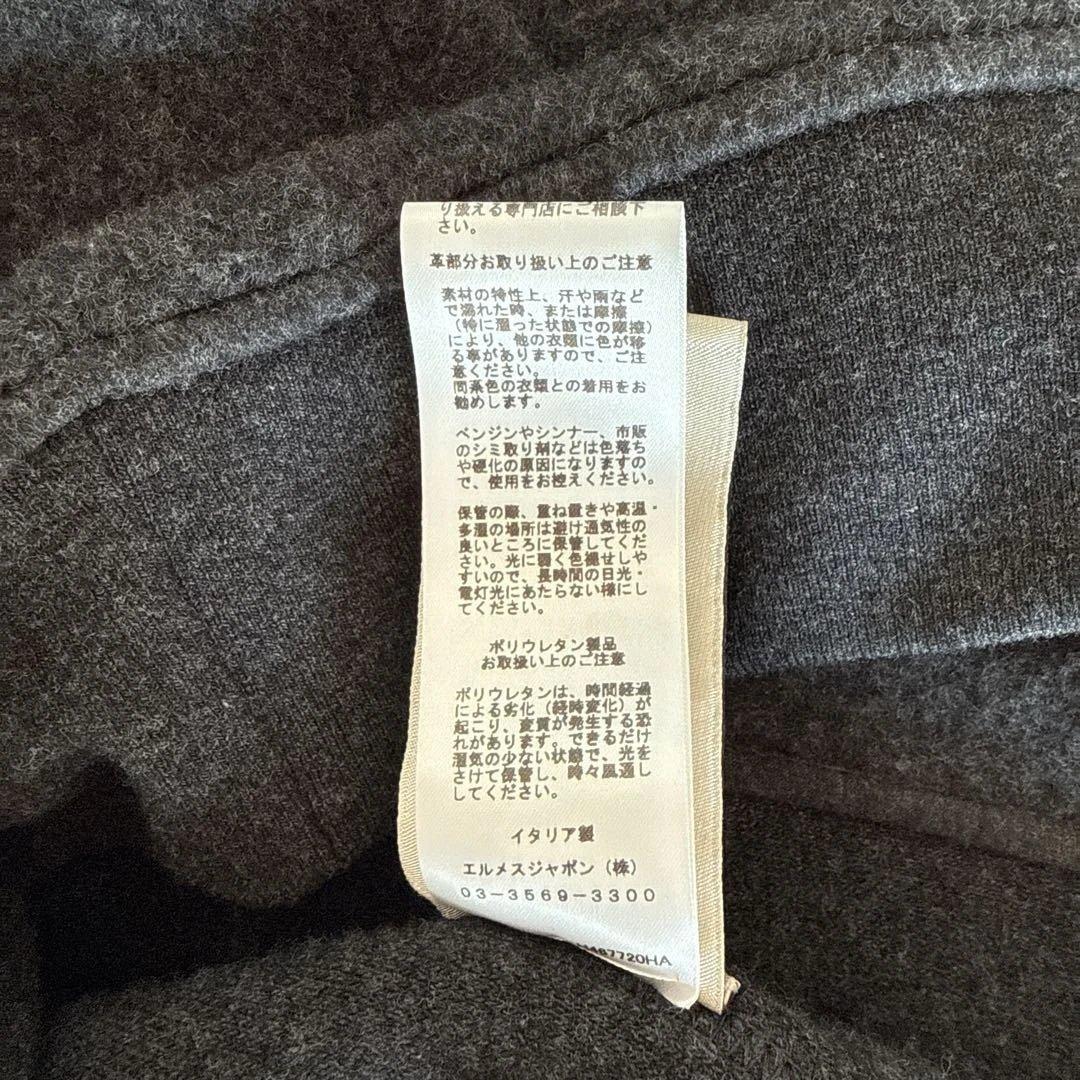 り扱える専門店にご相談下
さい。
革部分お取り扱い上のご注意
素材の特性上、汗や雨など
で濡れた時、または摩擦
（特に湿った状態での摩擦）
により、他の衣類に色が移
る事がありますので、ご注
意ください。
同系色の衣類との着用をお
勧めします。
ベンジンやシンナー、市販
のシミ取り剤などは色落ち
や硬化の原因になりますの
で、使用をお控えください。
保管の際、重ね置きや高温・
多湿の場所は避け通気性の
良いところに保管してくだ
さい。光に弱く色褪せしや
すいので、長時間の日光・
電灯光にあたらない様にし
てください。
ポリウレタン製品
お取扱い上のご注意
ポリウレタンは、時間経過
による劣化（経時変化）が
起こり、変質が発生する恐
れがあります。できるだけ
湿気の少ない状態で、光を
さけて保管し、時々風通し
してください。
イタリア製
エルメスジャポン（株）
03－3569－3300